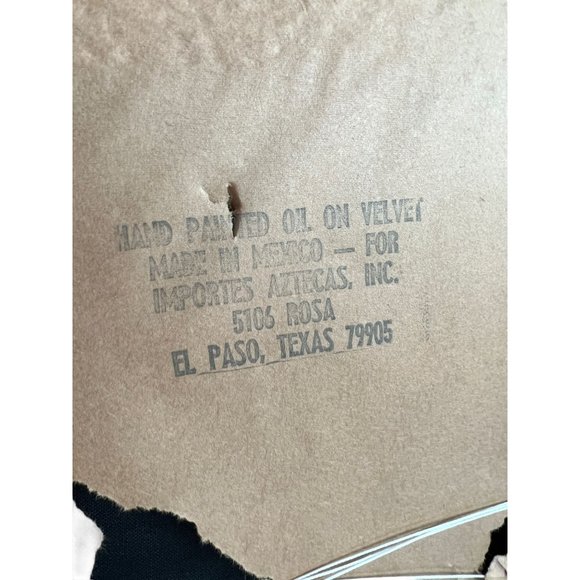 HAND PAINTED OIL ON VELVET
MADE IN MEXICO — FOR
IMPORTES AZTECAS, INC.
5106 ROSA
EL PASO, TEXAS 79905